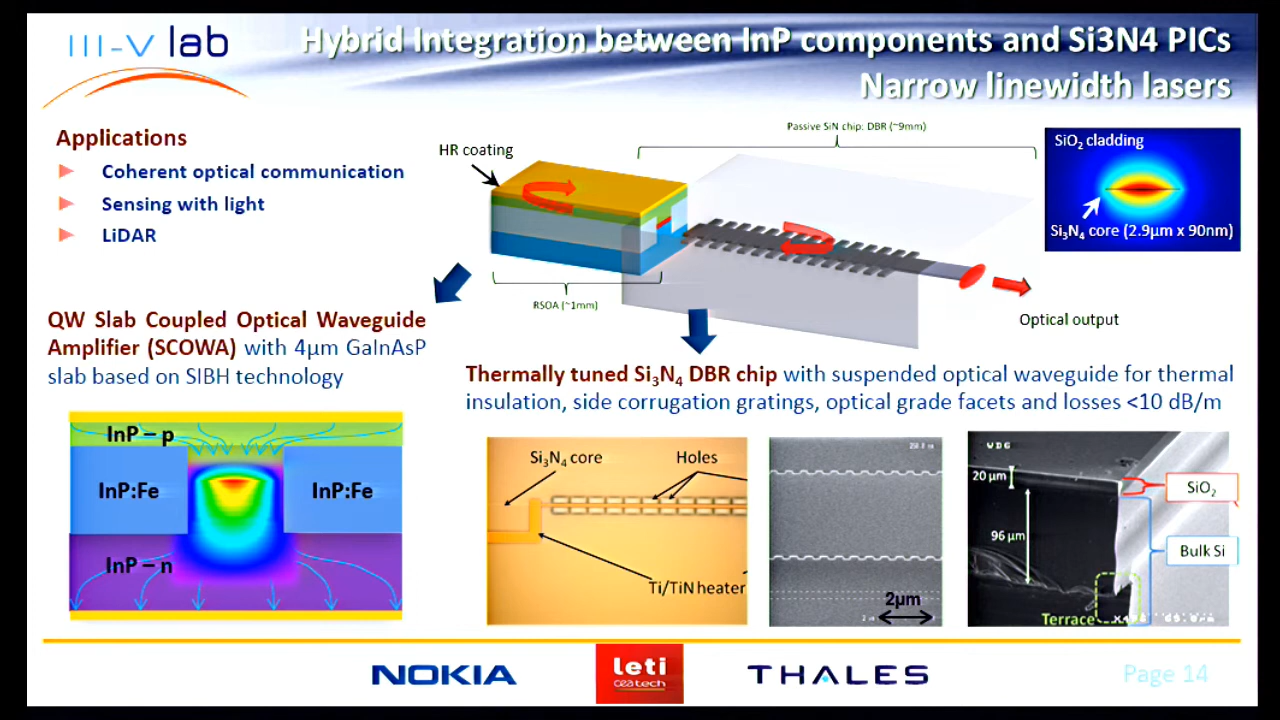 III-V lab
Hybrid Integration between InP components and Si3N4 PICs
Narrow linewidth lasers
Applications
Coherent optical communication
Sensing with light
LiDAR
HR coating
Passive SiN chip: DBR (~9mm)
SiO₂ cladding
Si₃N₄ core (2.9µm x 90nm)
RSOA (~1mm)
Optical output
QW Slab Coupled Optical Waveguide
Amplifier (SCOWA) with 4µm GaInAsP
slab based on SIBH technology
Thermally tuned Si₃N₄ DBR chip with suspended optical waveguide for thermal
insulation, side corrugation gratings, optical grade facets and losses <10 dB/m
InP – p
InP:Fe
InP:Fe
InP – n
Si₃N₄ core
Holes
Ti/TiN heater
2µm
WDG
20 µm
96 µm
SiO₂
Bulk Si
Terrace
NOKIA
leti
ceatech
THALES
Page 14